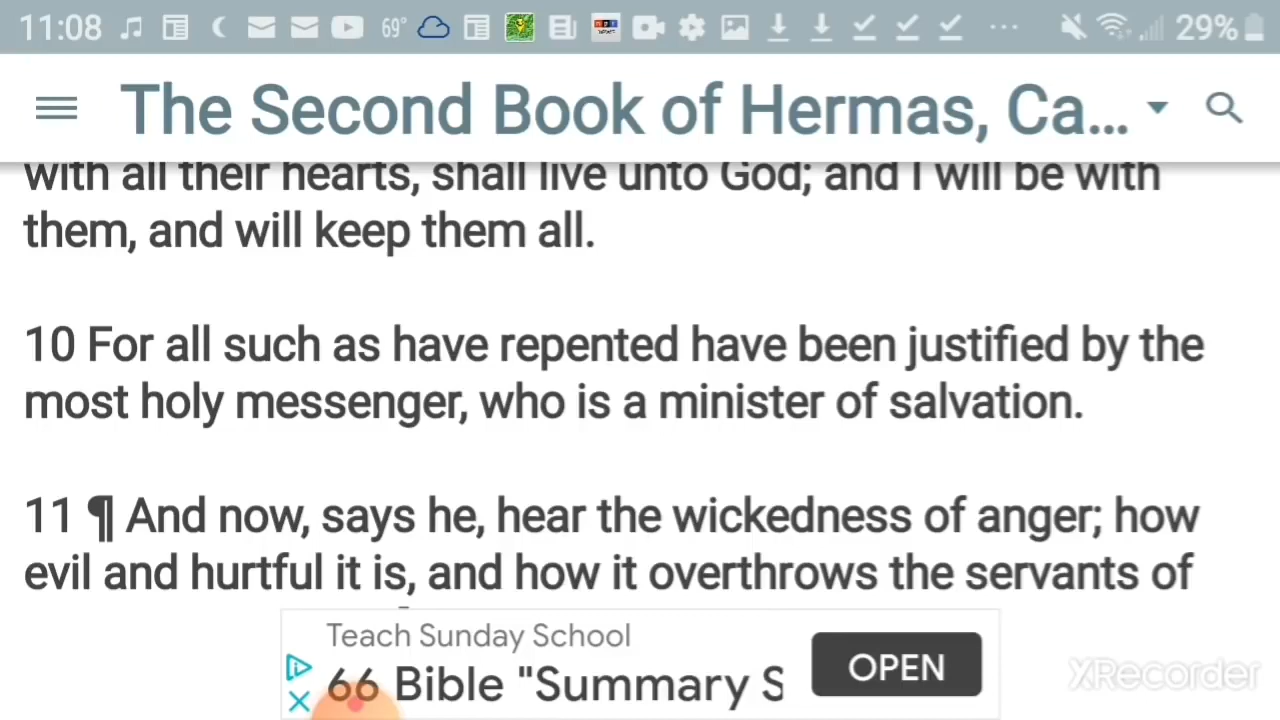 11:08 69° 29%
The Second Book of Hermas, Ca...
with all their hearts, shall live unto God; and I will be with
them, and will keep them all.
10 For all such as have repented have been justified by the
most holy messenger, who is a minister of salvation.
11 ¶ And now, says he, hear the wickedness of anger; how
evil and hurtful it is, and how it overthrows the servants of
Teach Sunday School
66 Bible "Summary S
OPEN
XRecorder